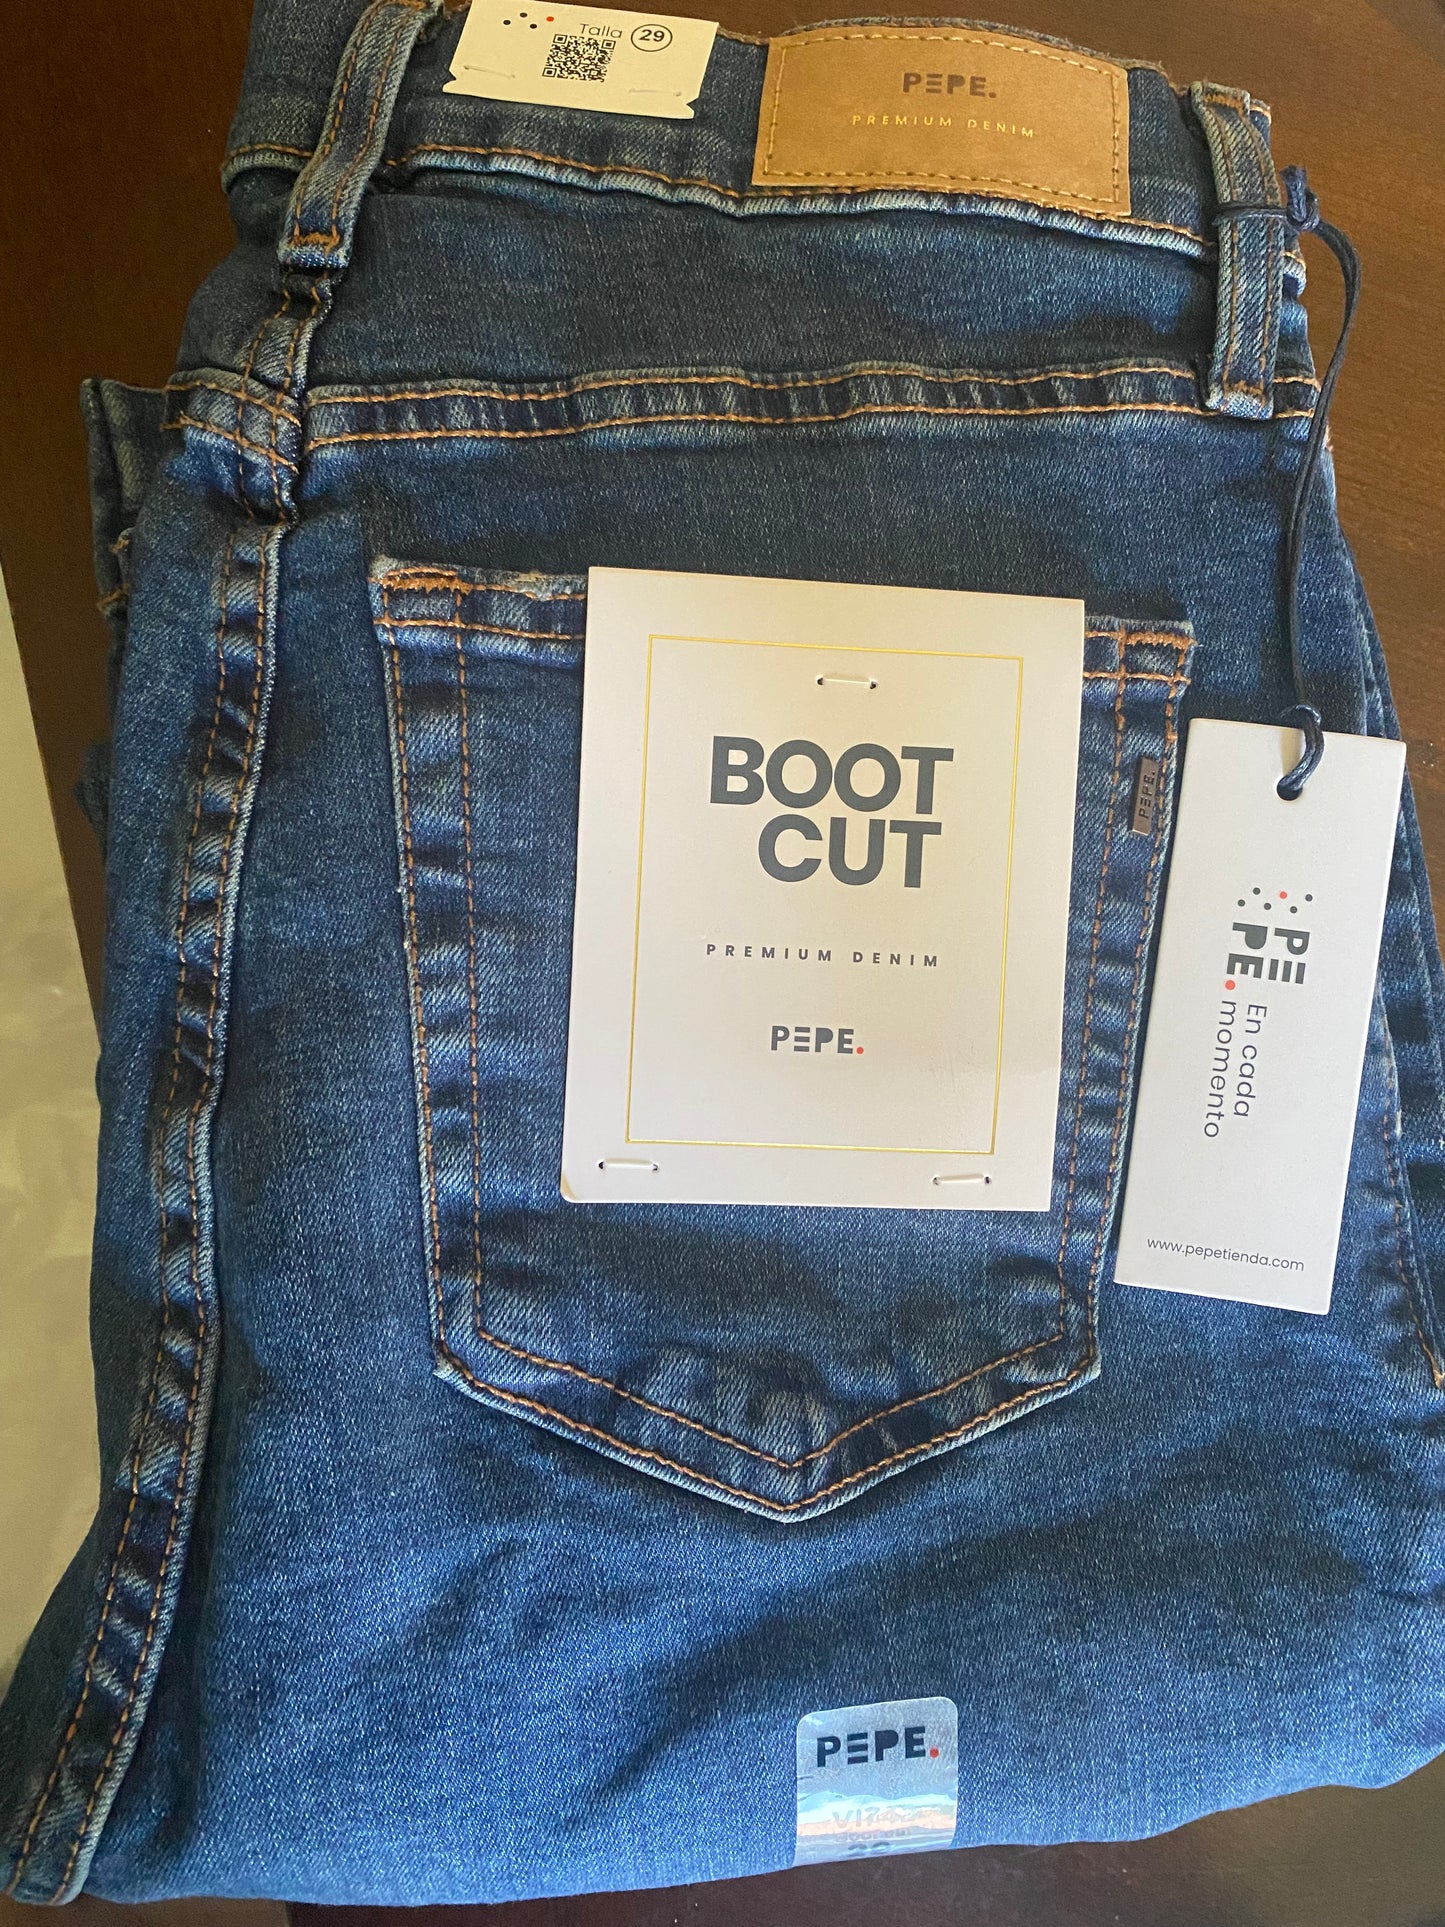 Talla 29
PEPE.
PREMIUM DENIM
BOOT
CUT
PREMIUM DENIM
PEPE.
PEPE.
PE
PE.
En cada
momento
www.pepetienda.com
PEPE.